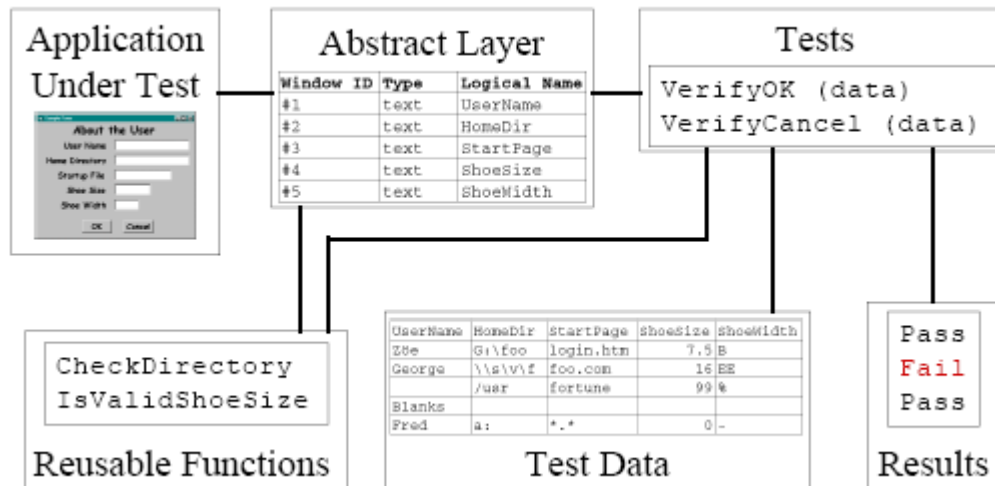 Application
Under Test
About the User
User Name
Home Directory
Startup File
Shoe Size
Shoe Width
OK Cancel
Abstract Layer
Window ID Type Logical Name
#1 text UserName
#2 text HomeDir
#3 text StartPage
#4 text ShoeSize
#5 text ShoeWidth
Tests
VerifyOK (data)
VerifyCancel (data)
CheckDirectory
IsValidShoeSize
Reusable Functions
UserName HomeDir StartPage ShoeSize ShoeWidth
Zöe G:\foo login.htm 7.5 B
George \\s\v\f foo.com 16 EE
/usr fortune 99 %
Blanks
Fred a: *.* 0 -
Test Data
Pass
Fail
Pass
Results